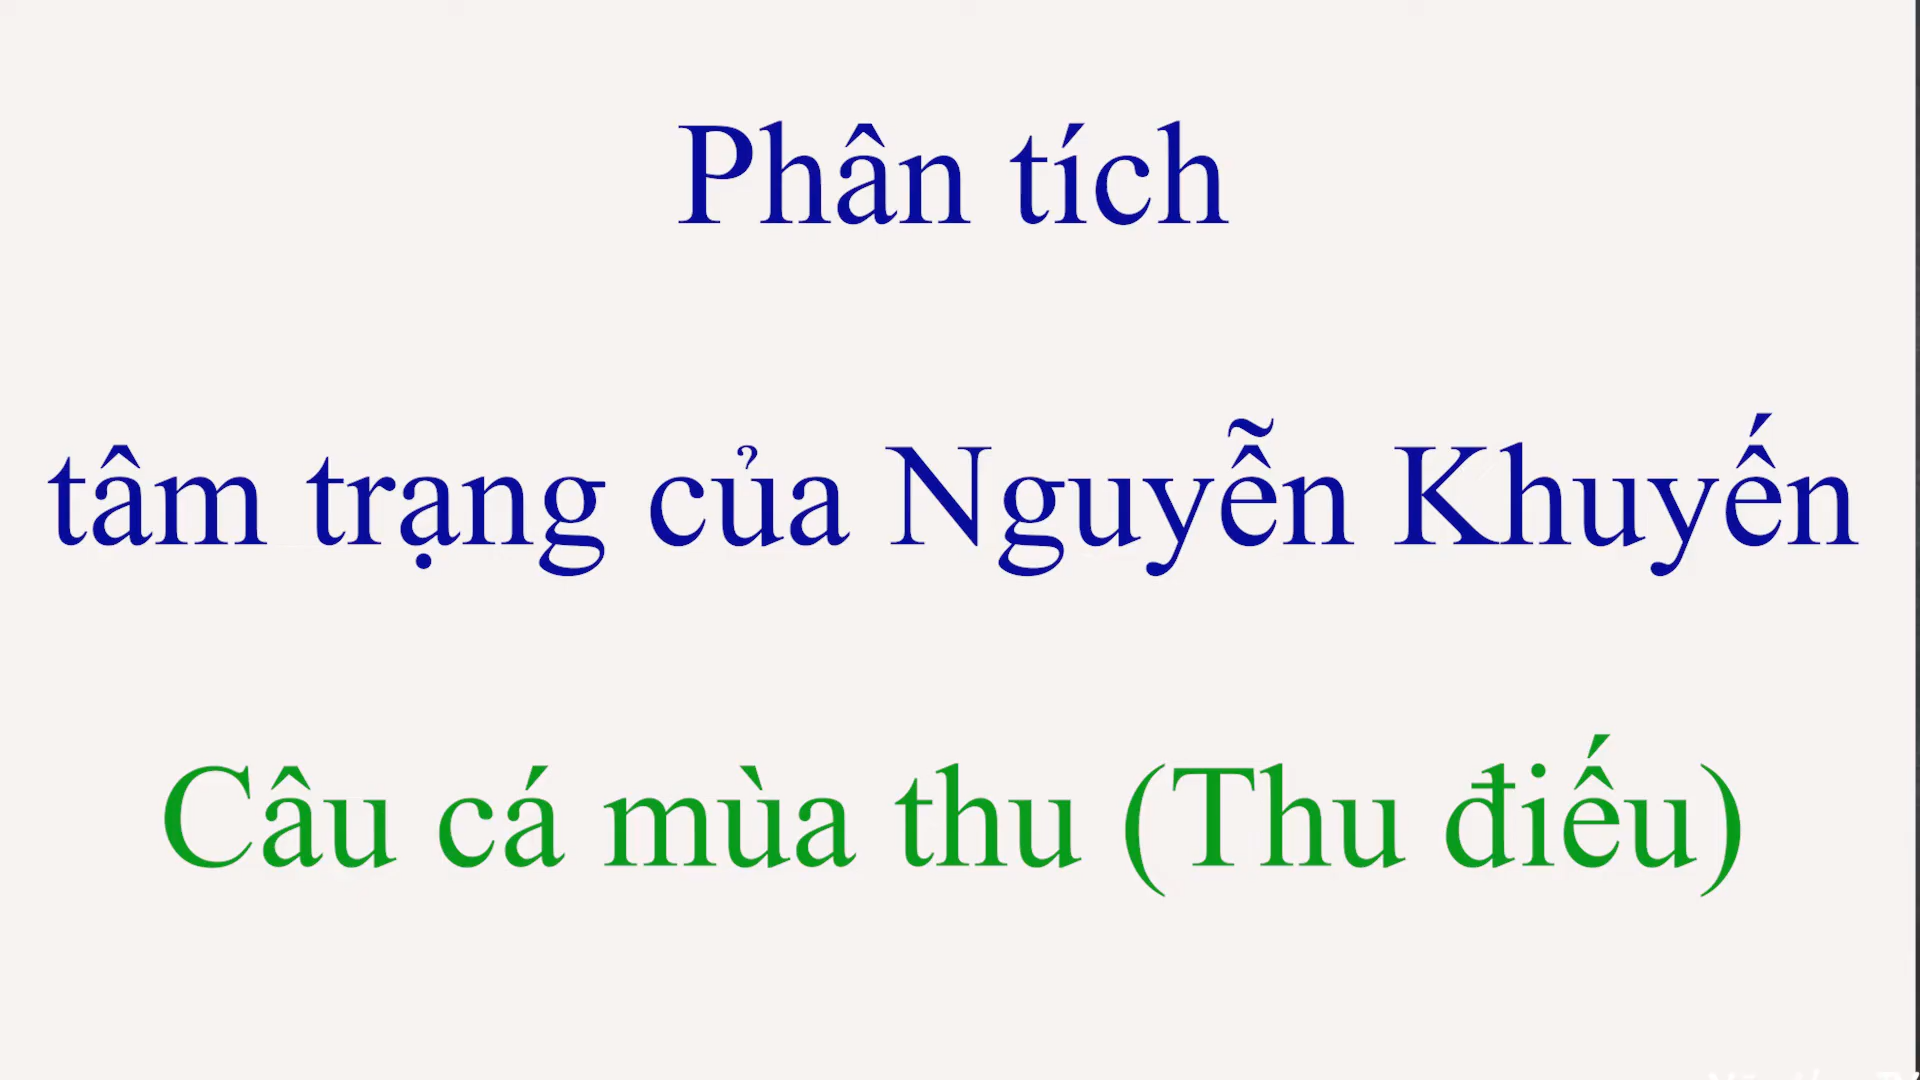 Phân tích
tâm trạng của Nguyễn Khuyến
Câu cá mùa thu (Thu điếu)